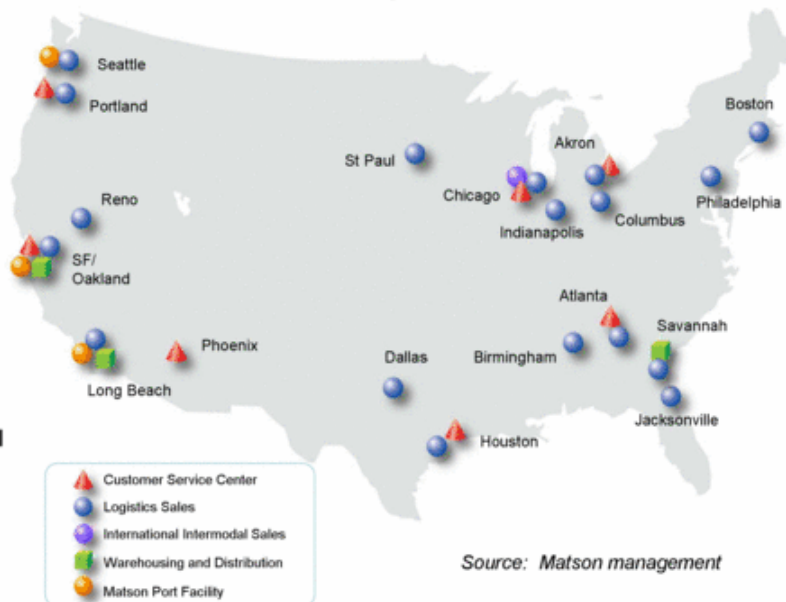 Seattle
Portland
Boston
Akron
St Paul
Chicago
Philadelphia
Reno
Columbus
Indianapolis
SF/
Oakland
Atlanta
Savannah
Phoenix
Dallas
Birmingham
Long Beach
Jacksonville
Houston
Customer Service Center
Logistics Sales
International Intermodal Sales
Warehousing and Distribution
Matson Port Facility
Source: Matson management